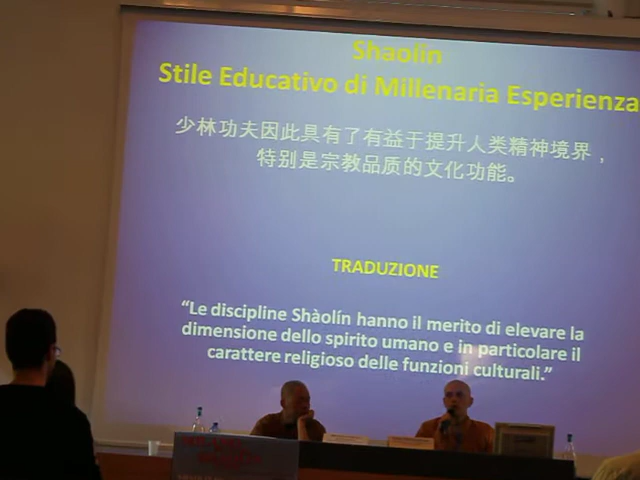 Shaolín
Stile Educativo di Millenaria Esperienza
少林功夫因此具有了有益于提升人类精神境界，
特别是宗教品质的文化功能。
TRADUZIONE
“Le discipline Shàolín hanno il merito di elevare la
dimensione dello spirito umano e in particolare il
carattere religioso delle funzioni culturali.”